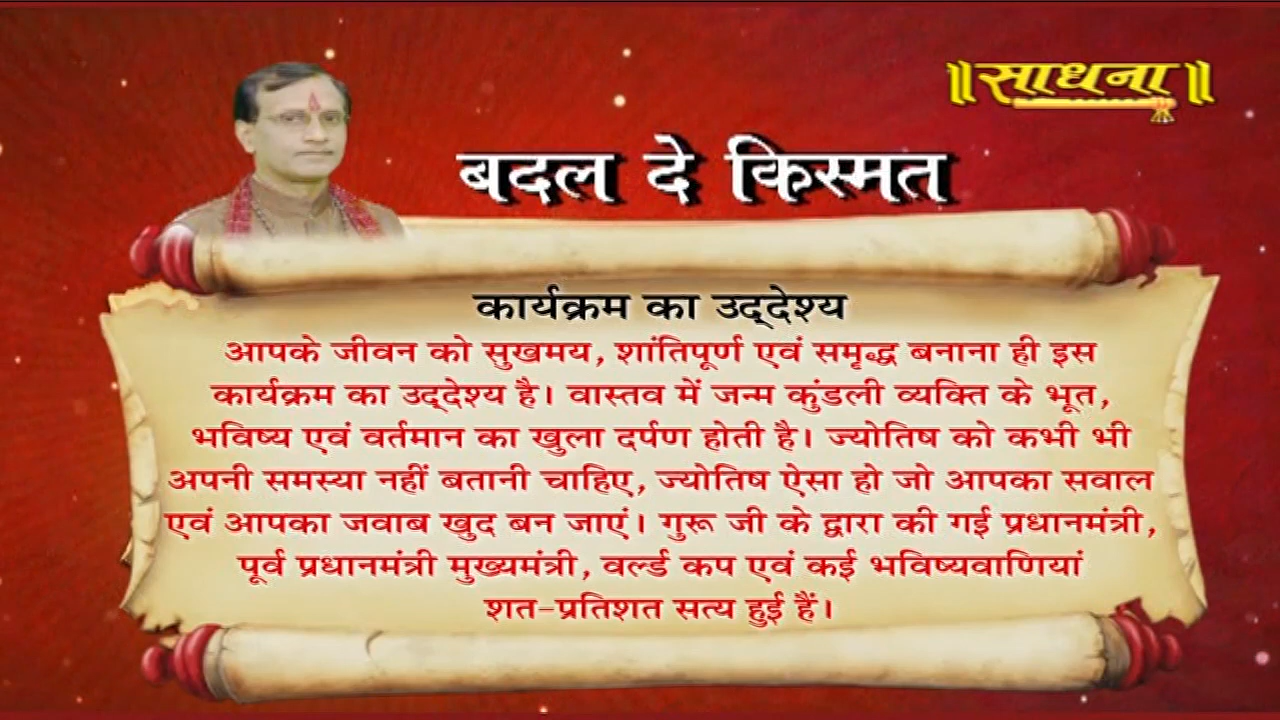 ॥साधना॥
बदल दे किस्मत
कार्यक्रम का उद्‌देश्य
आपके जीवन को सुखमय, शांतिपूर्ण एवं समृद्ध बनाना ही इस
कार्यक्रम का उद्‌देश्य है। वास्तव में जन्म कुंडली व्यक्ति के भूत,
भविष्य एवं वर्तमान का खुला दर्पण होती है। ज्योतिष को कभी भी
अपनी समस्या नहीं बतानी चाहिए, ज्योतिष ऐसा हो जो आपका सवाल
एवं आपका जवाब खुद बन जाएं। गुरू जी के द्वारा की गई प्रधानमंत्री,
पूर्व प्रधानमंत्री मुख्यमंत्री, वर्ल्ड कप एवं कई भविष्यवाणियां
शत-प्रतिशत सत्य हुई हैं।